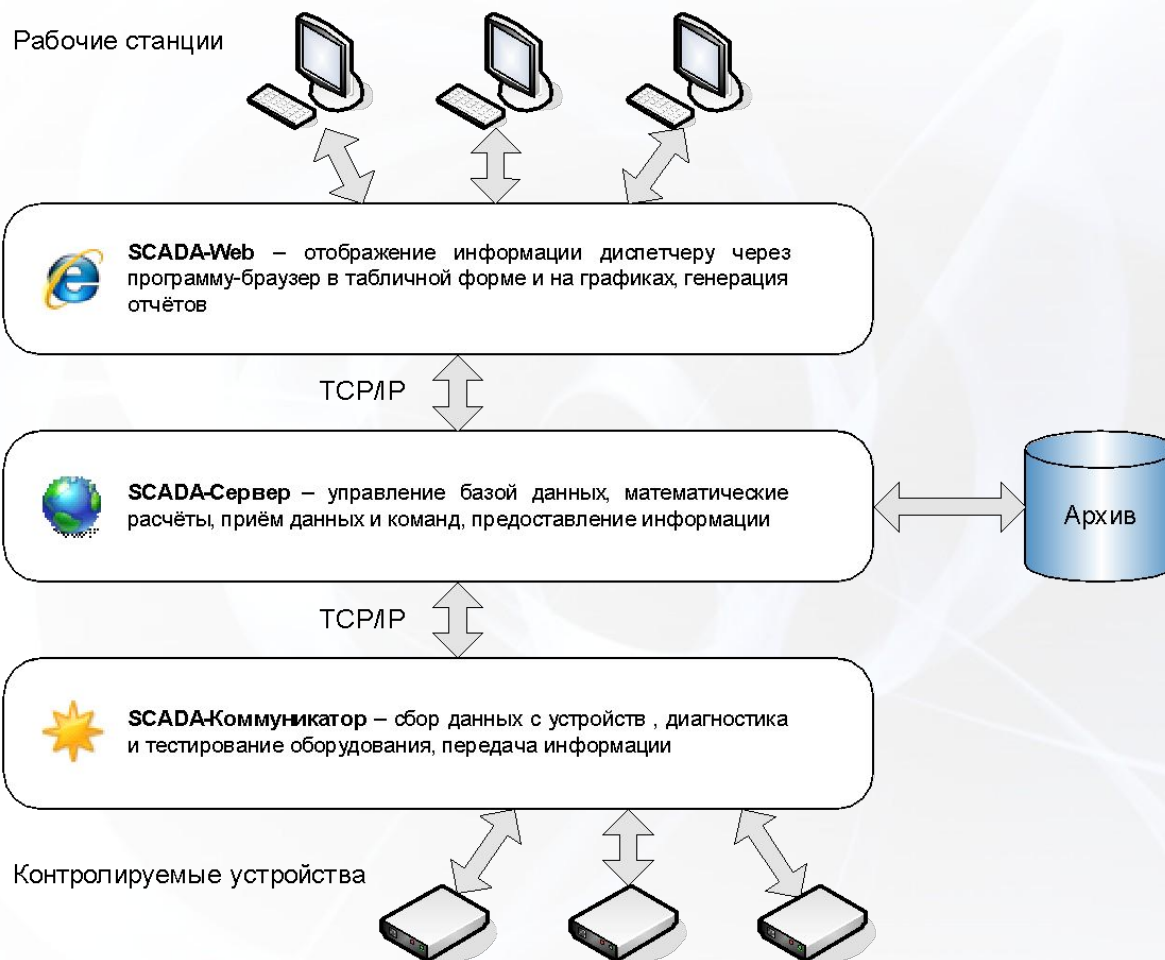 Рабочие станции
SCADA-Web – отображение информации диспетчеру через
программу-браузер в табличной форме и на графиках, генерация
отчётов
TCP/IP
SCADA-Сервер – управление базой данных, математические
расчёты, приём данных и команд, предоставление информации
Архив
TCP/IP
SCADA-Коммуникатор – сбор данных с устройств , диагностика
и тестирование оборудования, передача информации
Контролируемые устройства